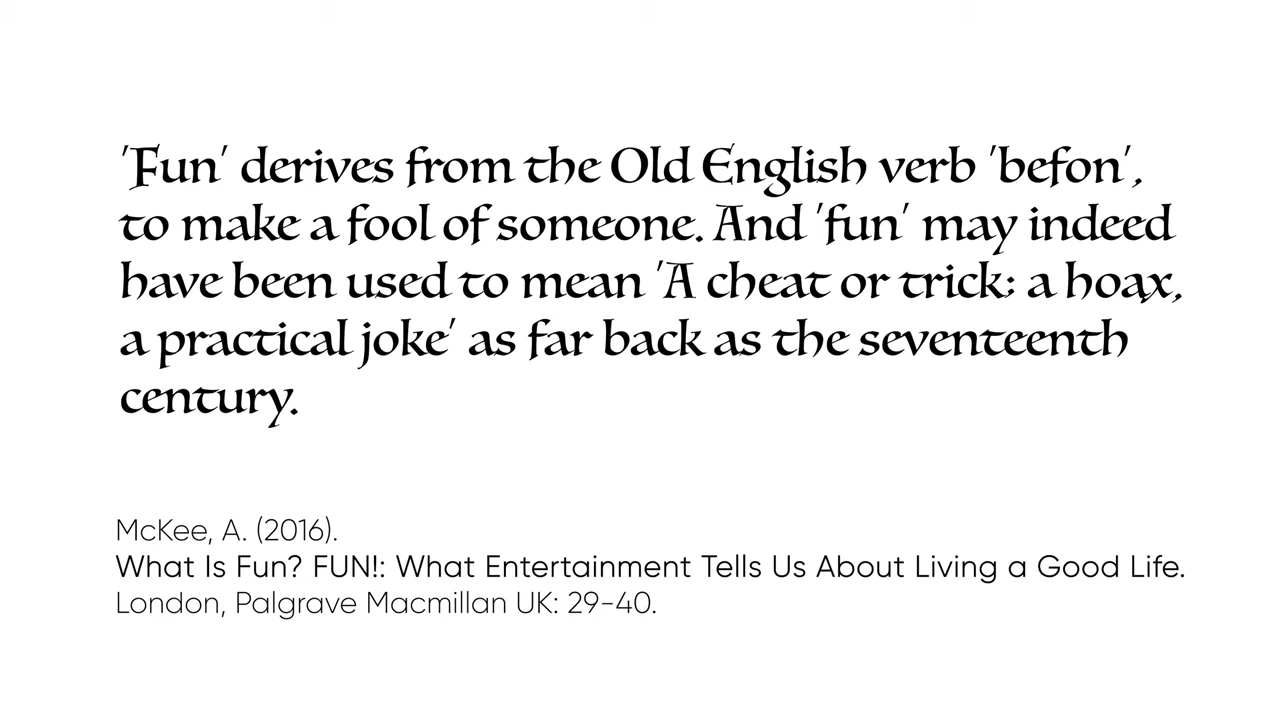 'Fun' derives from the Old English verb 'befon',
to make a fool of someone. And 'fun' may indeed
have been used to mean 'A cheat or trick; a hoax,
a practical joke' as far back as the seventeenth
century.
McKee, A. (2016).
What Is Fun? FUN!: What Entertainment Tells Us About Living a Good Life.
London, Palgrave Macmillan UK: 29-40.